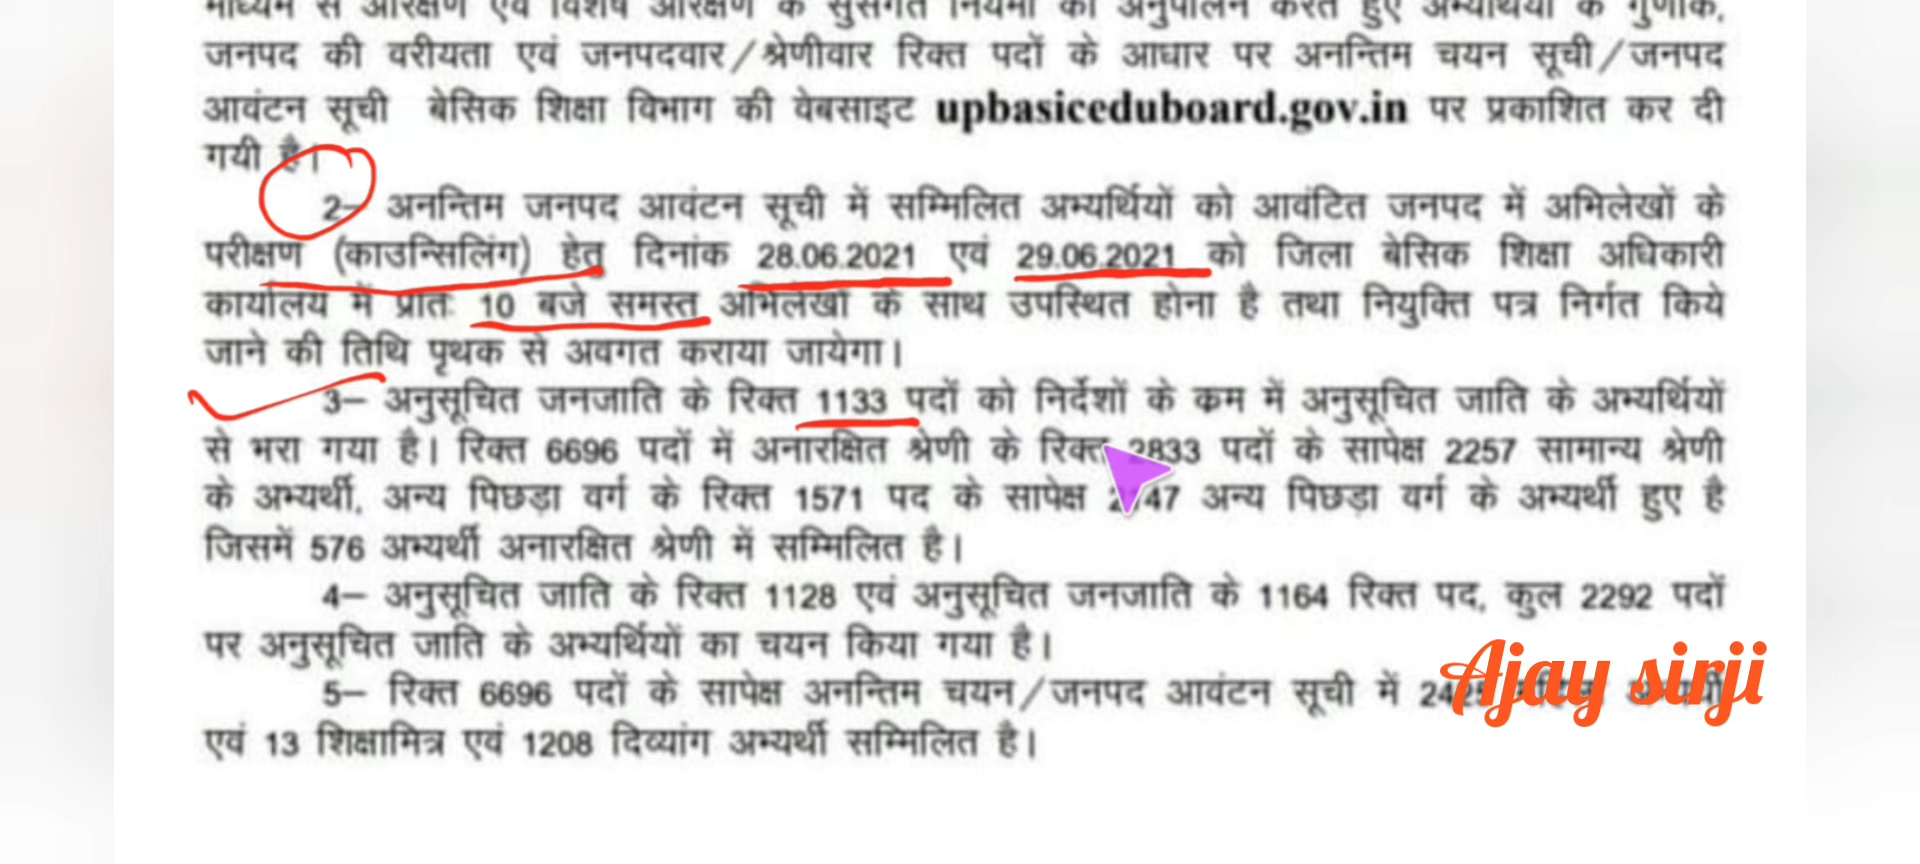 माध्यम से आरक्षण एवं विशेष आरक्षण के सुसंगत नियमों का अनुपालन करते हुए अभ्यर्थियों के गुणांक,
जनपद की वरीयता एवं जनपदवार/श्रेणीवार रिक्त पदों के आधार पर अनन्तिम चयन सूची/जनपद
आवंटन सूची बेसिक शिक्षा विभाग की वेबसाइट upbasiceduboard.gov.in पर प्रकाशित कर दी
गयी है।
2– अनन्तिम जनपद आवंटन सूची में सम्मिलित अभ्यर्थियों को आवंटित जनपद में अभिलेखों के
परीक्षण (काउन्सिलिंग) हेतु दिनांक 28.06.2021 एवं 29.06.2021 को जिला बेसिक शिक्षा अधिकारी
कार्यालय में प्रातः 10 बजे समस्त अभिलेखों के साथ उपस्थित होना है तथा नियुक्ति पत्र निर्गत किये
जाने की तिथि पृथक से अवगत कराया जायेगा।
3– अनुसूचित जनजाति के रिक्त 1133 पदों को निर्देशों के क्रम में अनुसूचित जाति के अभ्यर्थियों
से भरा गया है। रिक्त 6696 पदों में अनारक्षित श्रेणी के रिक्त 2833 पदों के सापेक्ष 2257 सामान्य श्रेणी
के अभ्यर्थी, अन्य पिछड़ा वर्ग के रिक्त 1571 पद के सापेक्ष 2147 अन्य पिछड़ा वर्ग के अभ्यर्थी हुए है
जिसमें 576 अभ्यर्थी अनारक्षित श्रेणी में सम्मिलित है।
4– अनुसूचित जाति के रिक्त 1128 एवं अनुसूचित जनजाति के 1164 रिक्त पद, कुल 2292 पदों
पर अनुसूचित जाति के अभ्यर्थियों का चयन किया गया है।
5– रिक्त 6696 पदों के सापेक्ष अनन्तिम चयन/जनपद आवंटन सूची में
Ajay sirji
एवं 13 शिक्षामित्र एवं 1208 दिव्यांग अभ्यर्थी सम्मिलित है।